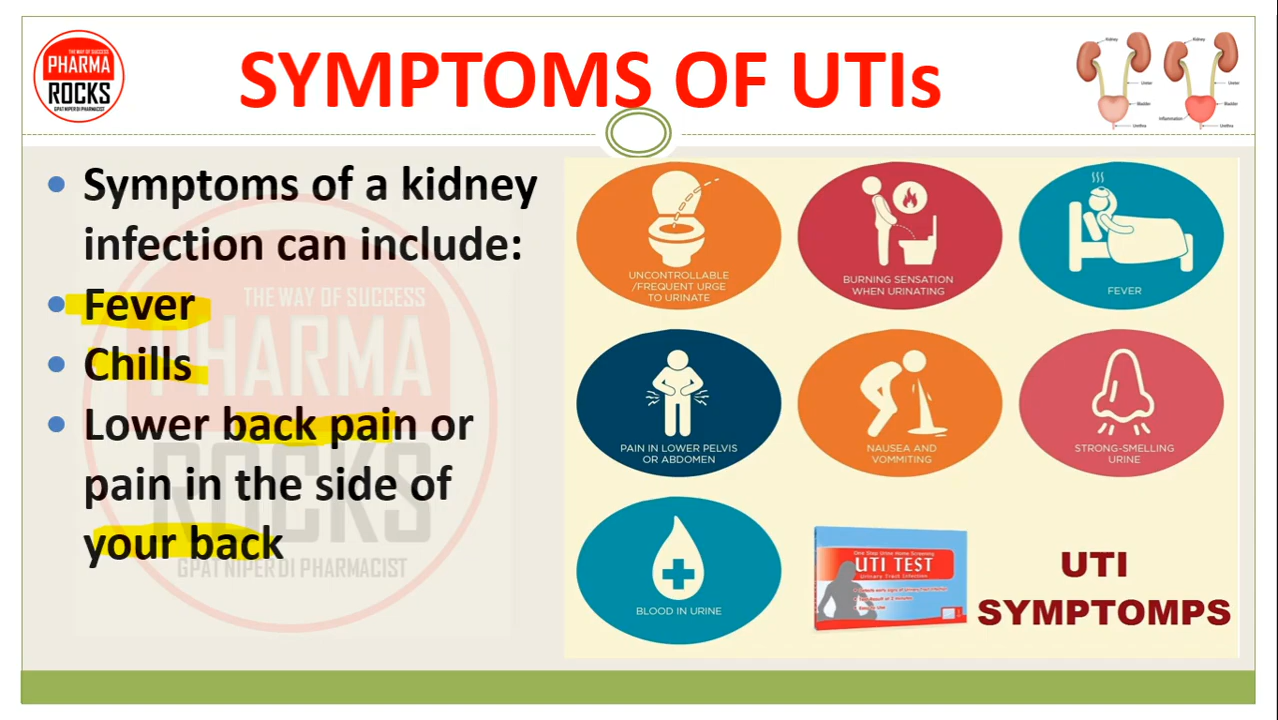 THE WAY OF SUCCESS
PHARMA
ROCKS
GPAT NIPER DI PHARMACIST
SYMPTOMS OF UTIs
Kidney
Ureter
Bladder
Urethra
Kidney
Ureter
Bladder
Inflammation
Urethra
• Symptoms of a kidney
infection can include:
• Fever
• Chills
• Lower back pain or
pain in the side of
your back
THE WAY OF SUCCESS
PHARMA
ROCKS
GPAT NIPER DI PHARMACIST
UNCONTROLLABLE
/FREQUENT URGE
TO URINATE
BURNING SENSATION
WHEN URINATING
FEVER
PAIN IN LOWER PELVIS
OR ABDOMEN
NAUSEA AND
VOMMITING
STRONG-SMELLING
URINE
BLOOD IN URINE
One Step Urine Home Screening
UTI TEST
Urinary Tract Infection
UTI
SYMPTOMPS